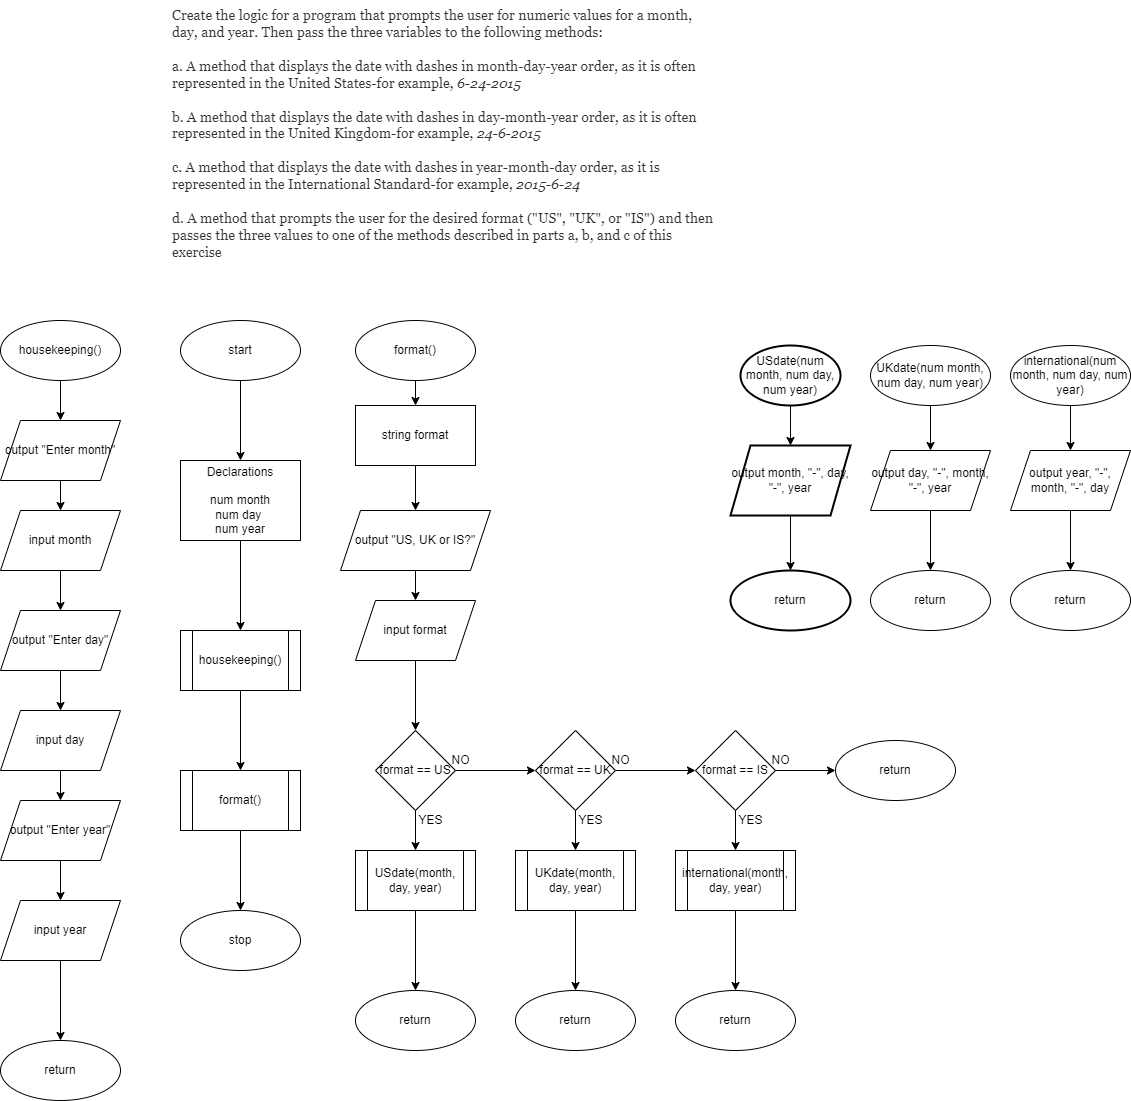 Create the logic for a program that prompts the user for numeric values for a month,
day, and year. Then pass the three variables to the following methods:
a. A method that displays the date with dashes in month-day-year order, as it is often
represented in the United States-for example, 6-24-2015
b. A method that displays the date with dashes in day-month-year order, as it is often
represented in the United Kingdom-for example, 24-6-2015
c. A method that displays the date with dashes in year-month-day order, as it is
represented in the International Standard-for example, 2015-6-24
d. A method that prompts the user for the desired format ("US", "UK", or "IS") and then
passes the three values to one of the methods described in parts a, b, and c of this
exercise
housekeeping()
output "Enter month"
input month
output "Enter day"
input day
output "Enter year"
input year
return
start
Declarations
num month
num day
num year
housekeeping()
format()
stop
format()
string format
output "US, UK or IS?"
input format
format == US
NO
YES
USdate(month,
day, year)
return
format == UK
NO
YES
UKdate(month,
day, year)
return
format == IS
NO
YES
international(month,
day, year)
return
return
USdate(num
month, num day,
num year)
output month, "-", day,
"-", year
return
UKdate(num month,
num day, num year)
output day, "-", month,
"-", year
return
international(num
month, num day, num
year)
output year, "-",
month, "-", day
return